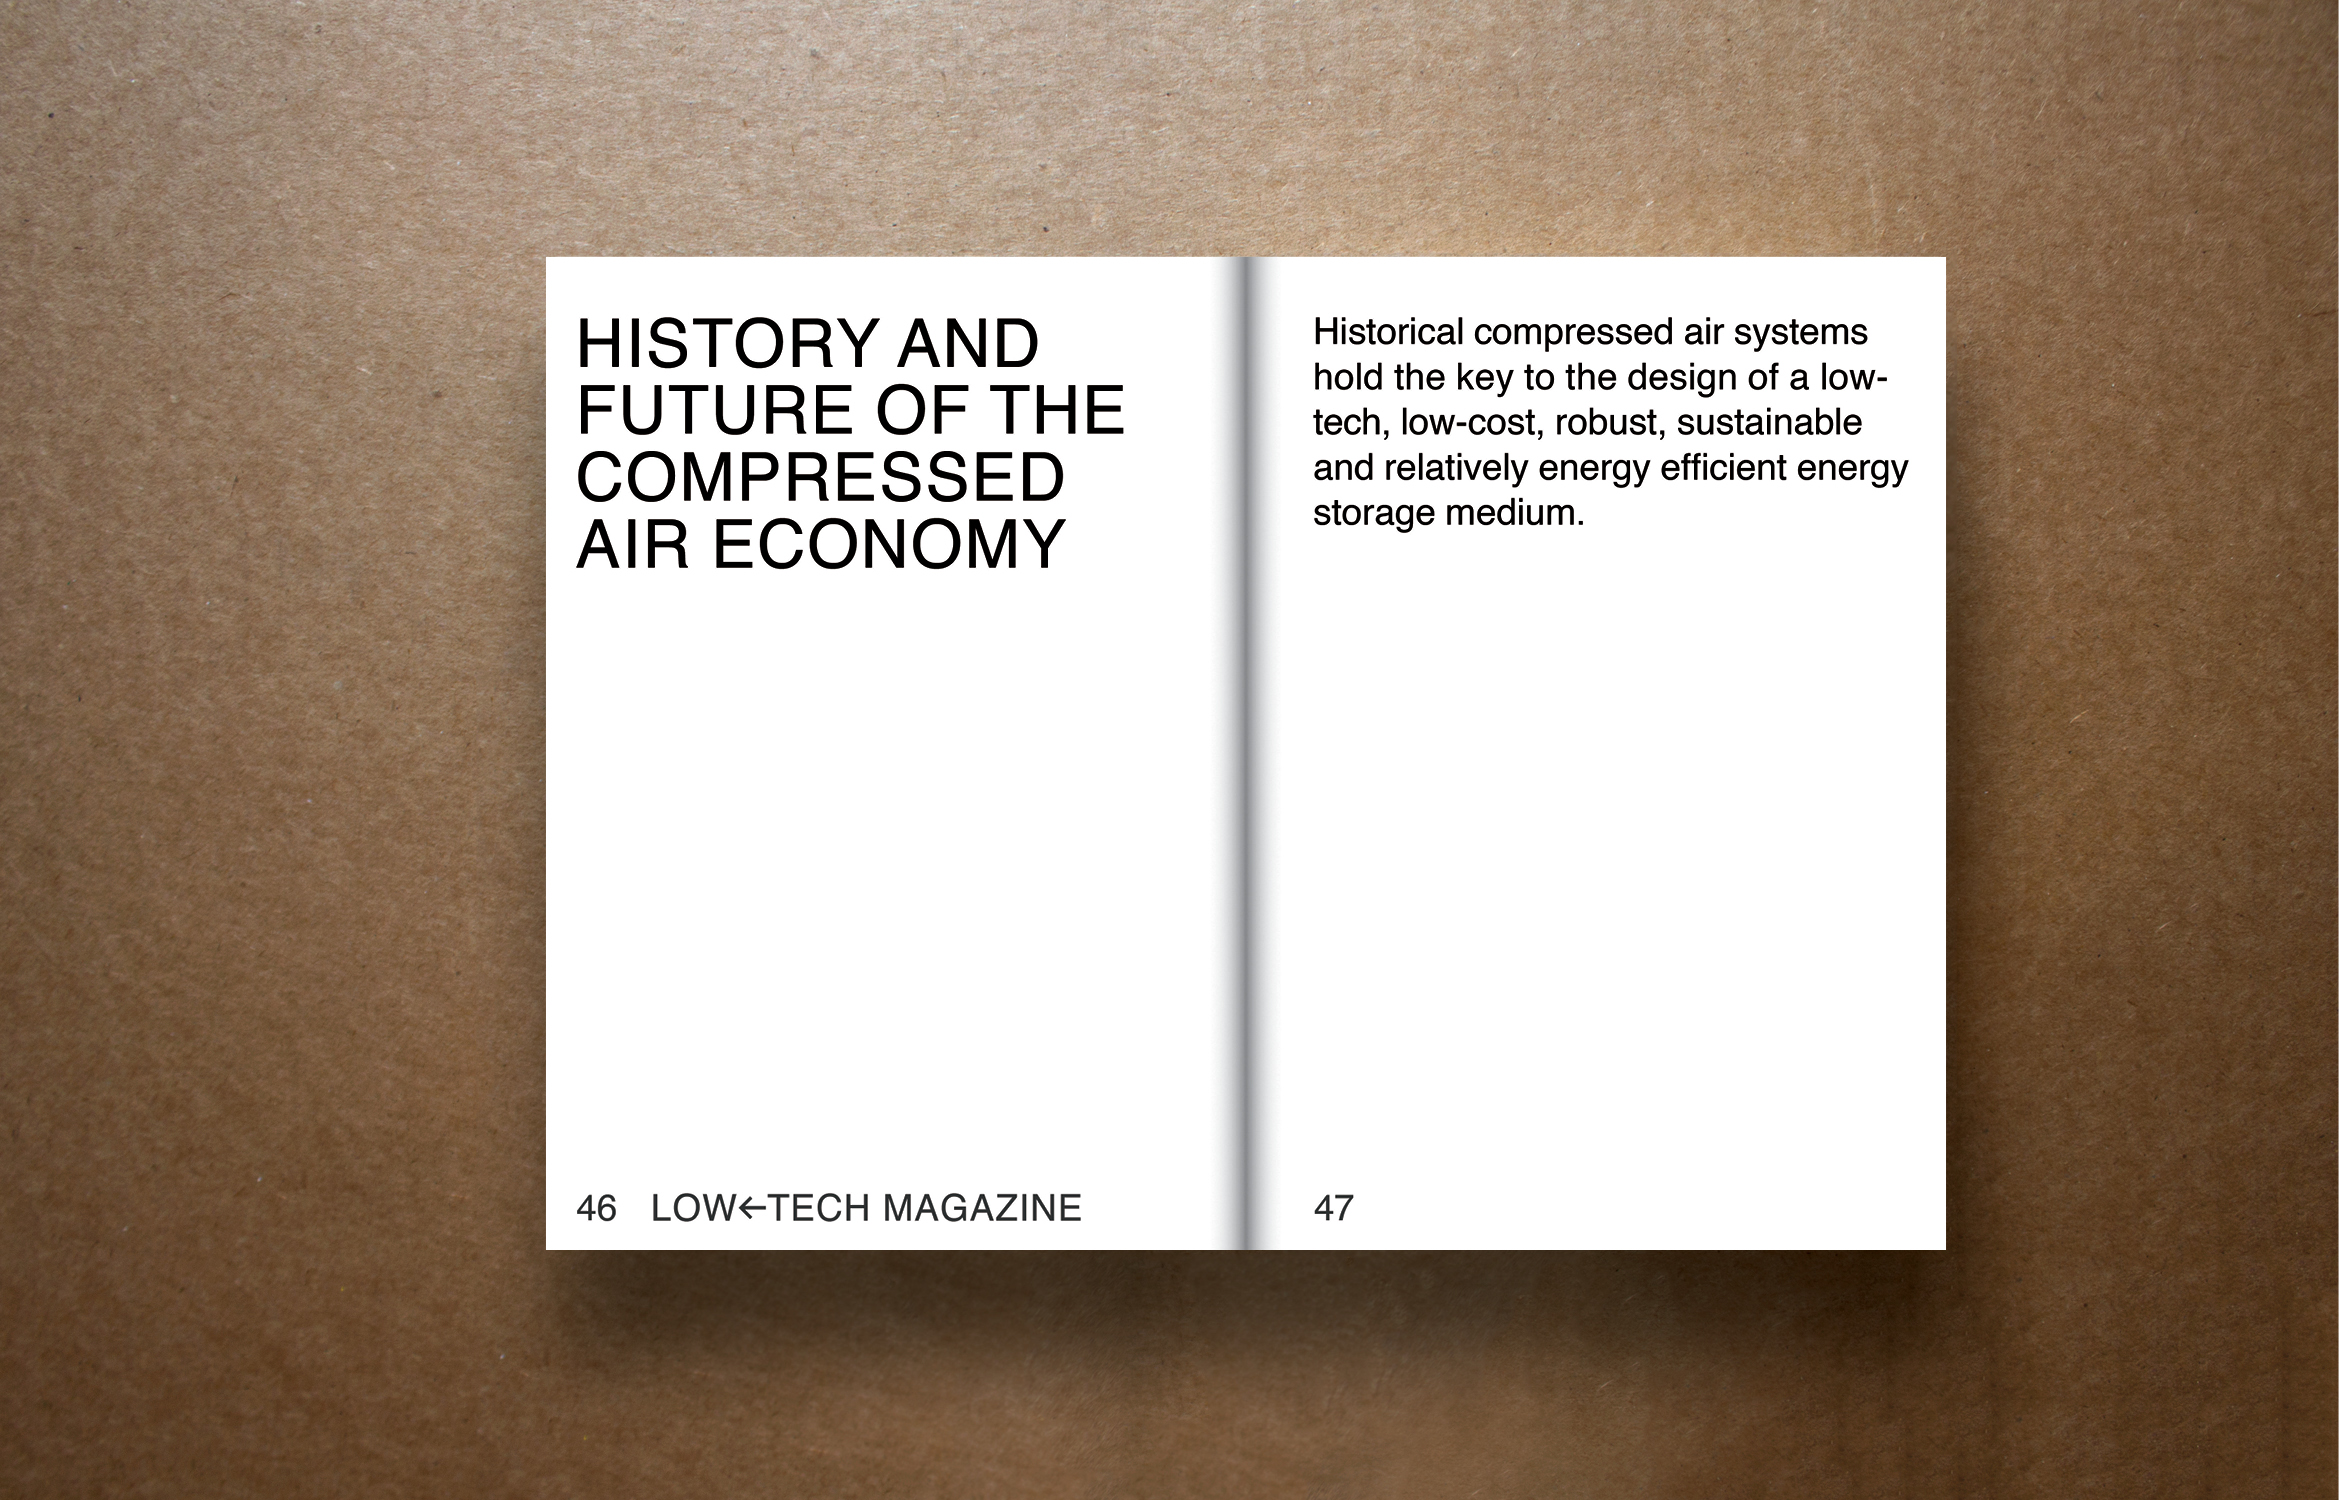 HISTORY AND
FUTURE OF THE
COMPRESSED
AIR ECONOMY
46 LOW←TECH MAGAZINE
Historical compressed air systems
hold the key to the design of a low-
tech, low-cost, robust, sustainable
and relatively energy efficient energy
storage medium.
47